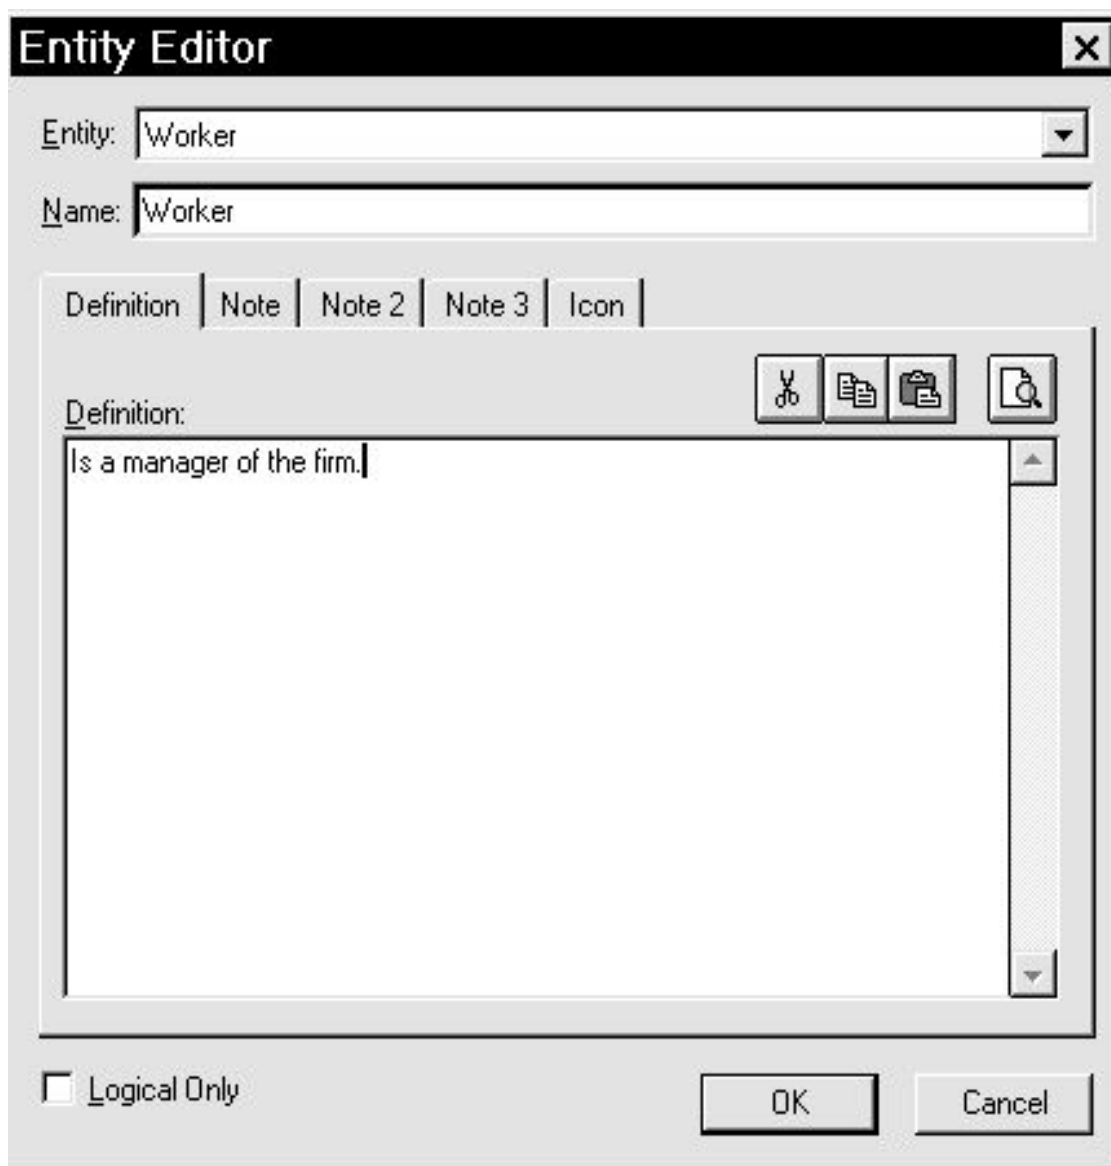 Entity Editor
Entity: Worker
Name: Worker
Definition Note Note 2 Note 3 Icon
Definition:
Is a manager of the firm.
Logical Only OK Cancel